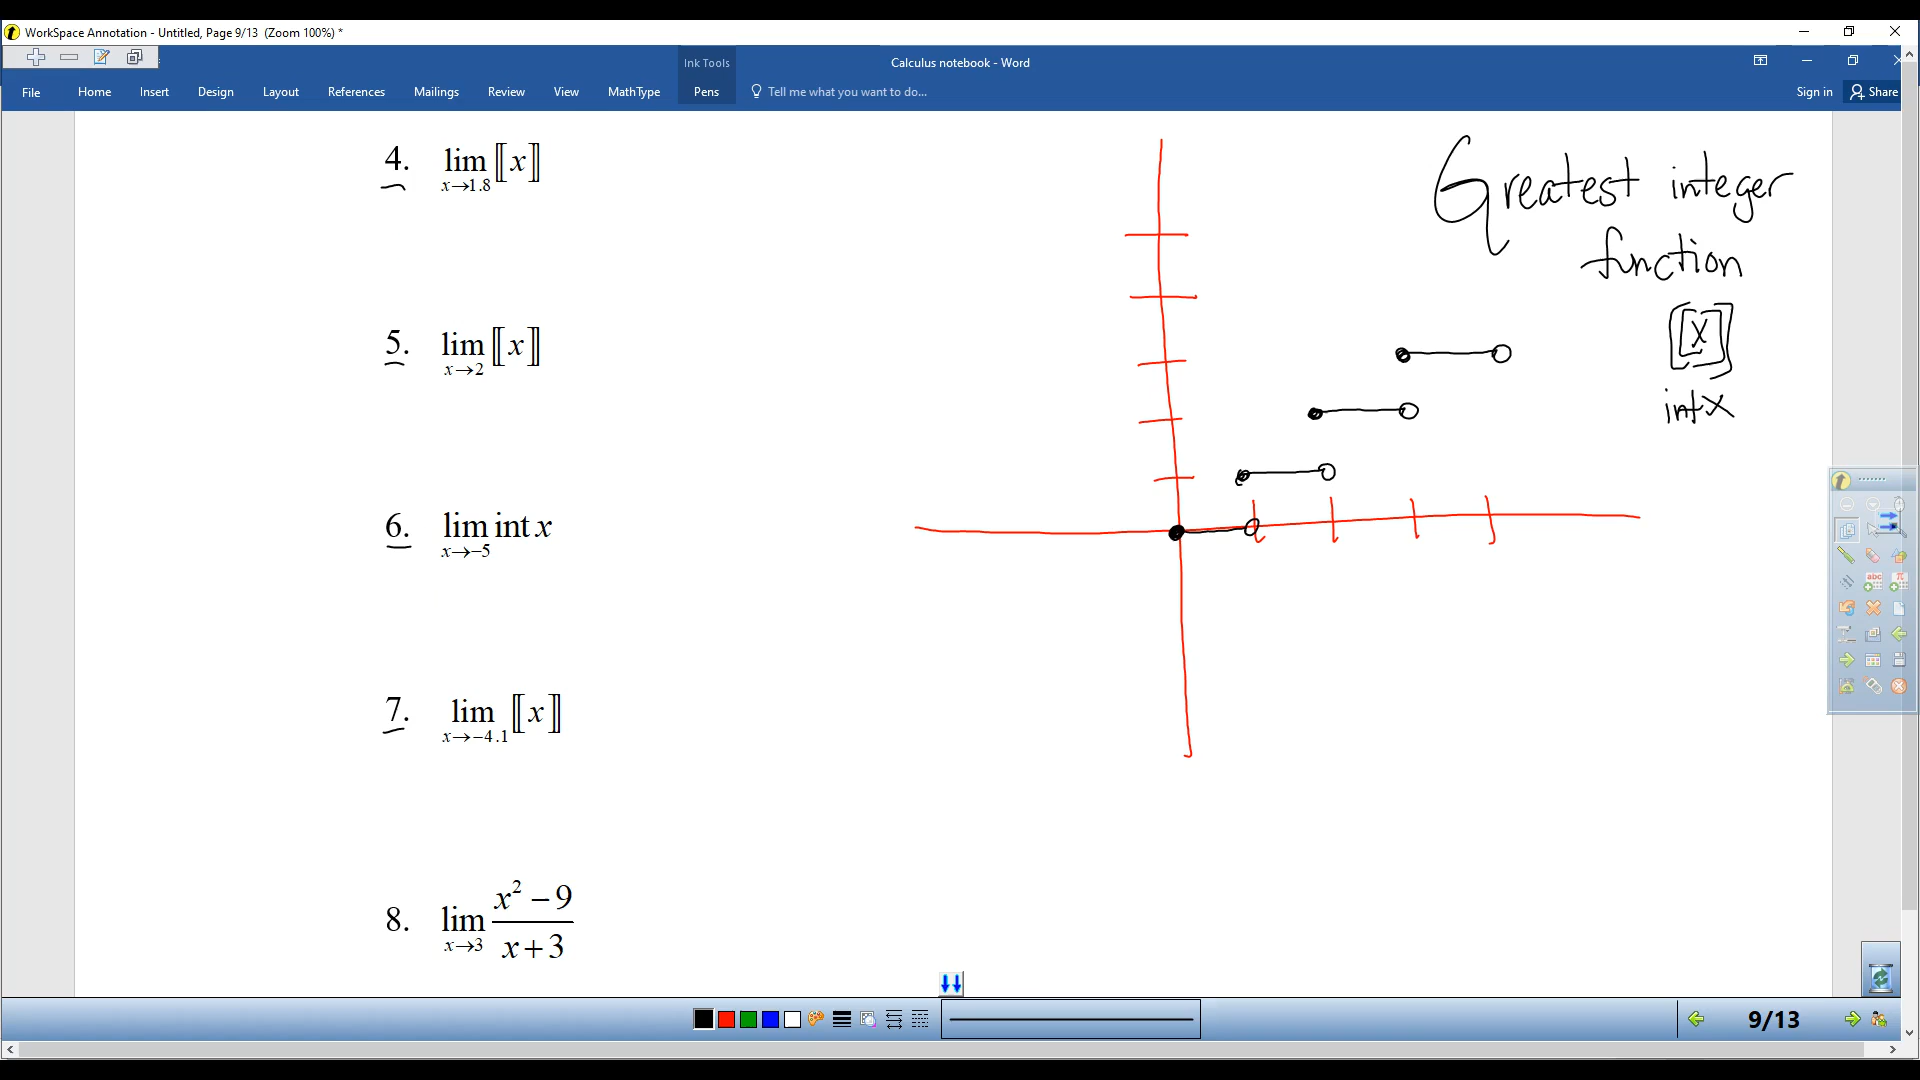 WorkSpace Annotation - Untitled, Page 9/13 (Zoom 100%) *
Ink Tools
Calculus notebook - Word
File Home Insert Design Layout References Mailings Review View MathType Pens Tell me what you want to do... Sign in Share
4. lim x→1.8 ⟦x⟧
5. lim x→2 ⟦x⟧
6. lim x→-5 int x
7. lim x→-4.1 ⟦x⟧
8. lim x→3 (x² - 9)/(x + 3)
Greatest integer
function
[[x]]
int x
abc
π
9/13